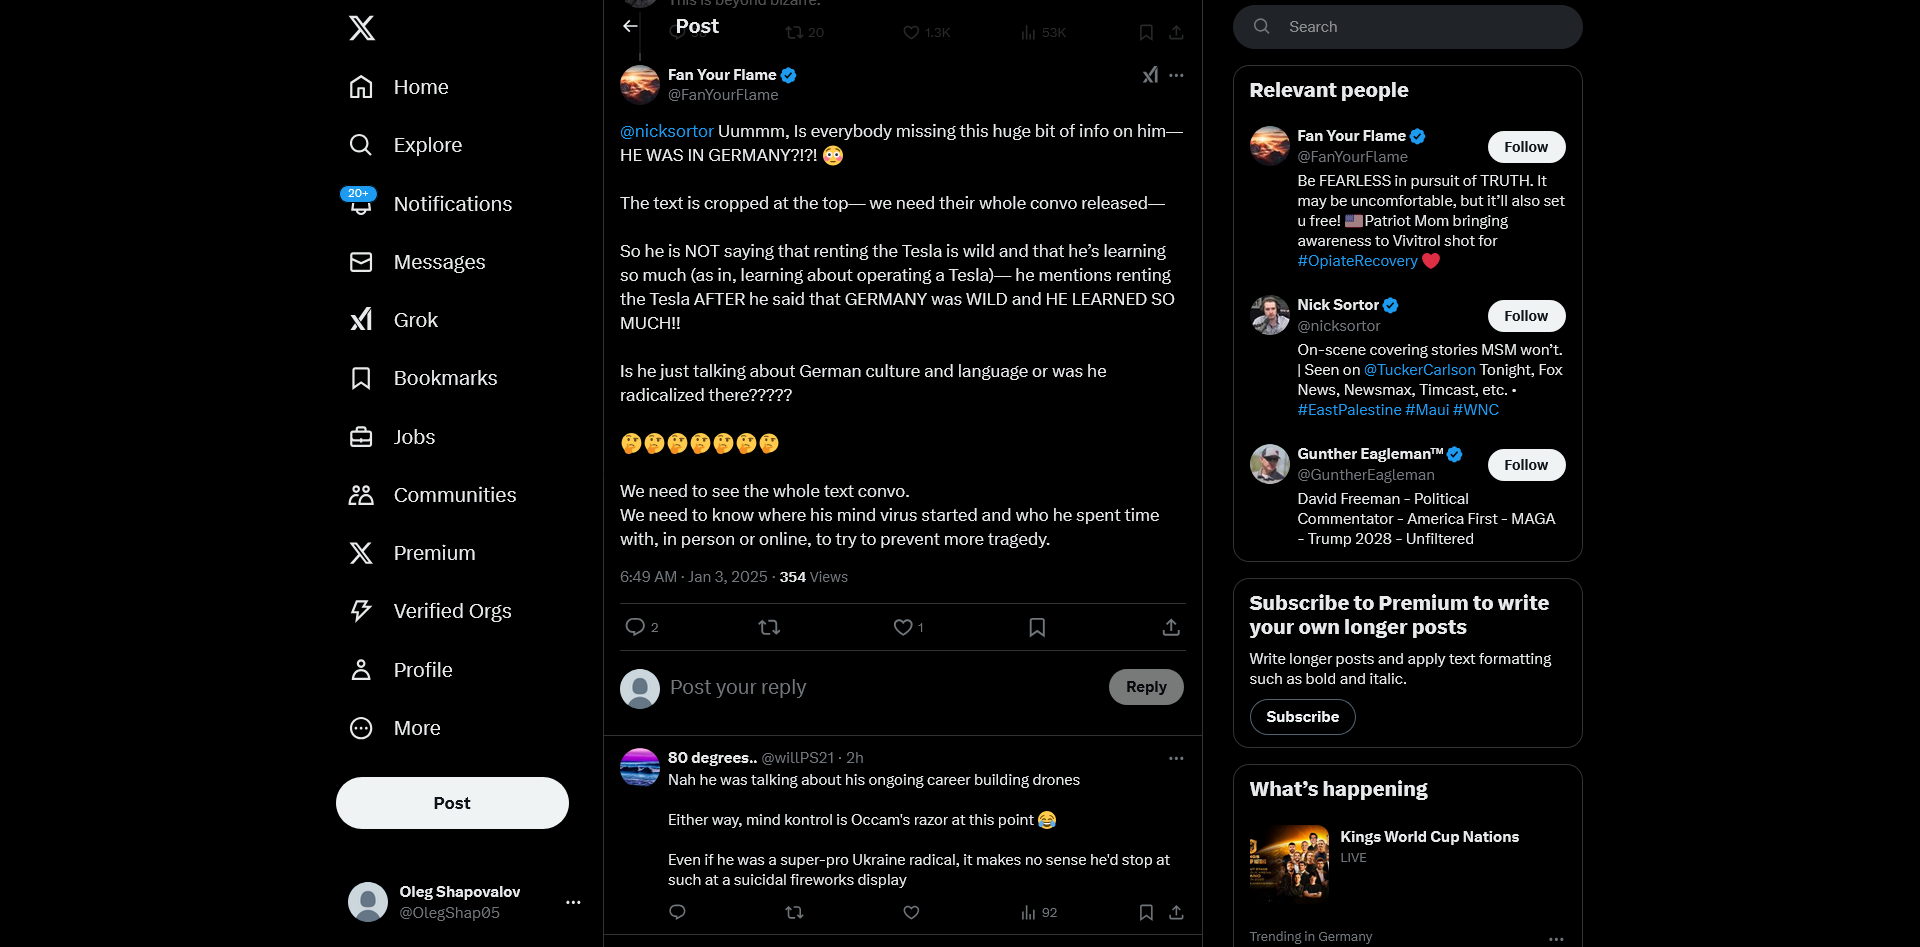 Home
Explore
20+
Notifications
Messages
Grok
Bookmarks
Jobs
Communities
Premium
Verified Orgs
Profile
More
Post
Oleg Shapovalov
@OlegShap05
This is beyond bizarre.
Post
20
1.3K
53K
Fan Your Flame
@FanYourFlame
@nicksortor Uummm, Is everybody missing this huge bit of info on him—
HE WAS IN GERMANY?!?! 😳
The text is cropped at the top— we need their whole convo released—
So he is NOT saying that renting the Tesla is wild and that he’s learning
so much (as in, learning about operating a Tesla)— he mentions renting
the Tesla AFTER he said that GERMANY was WILD and HE LEARNED SO
MUCH!!
Is he just talking about German culture and language or was he
radicalized there?????
🤔🤔🤔🤔🤔🤔🤔
We need to see the whole text convo.
We need to know where his mind virus started and who he spent time
with, in person or online, to try to prevent more tragedy.
6:49 AM · Jan 3, 2025 · 354 Views
2
1
Post your reply
Reply
80 degrees.. @willPS21 · 2h
Nah he was talking about his ongoing career building drones
Either way, mind kontrol is Occam's razor at this point 😂
Even if he was a super-pro Ukraine radical, it makes no sense he'd stop at
such at a suicidal fireworks display
92
Search
Relevant people
Fan Your Flame
@FanYourFlame
Follow
Be FEARLESS in pursuit of TRUTH. It
may be uncomfortable, but it’ll also set
u free! 🇺🇸Patriot Mom bringing
awareness to Vivitrol shot for
#OpiateRecovery ❤️
Nick Sortor
@nicksortor
Follow
On-scene covering stories MSM won’t.
| Seen on @TuckerCarlson Tonight, Fox
News, Newsmax, Timcast, etc. •
#EastPalestine #Maui #WNC
Gunther Eagleman™
@GuntherEagleman
Follow
David Freeman - Political
Commentator - America First - MAGA
- Trump 2028 - Unfiltered
Subscribe to Premium to write
your own longer posts
Write longer posts and apply text formatting
such as bold and italic.
Subscribe
What’s happening
Kings World Cup Nations
LIVE
Trending in Germany